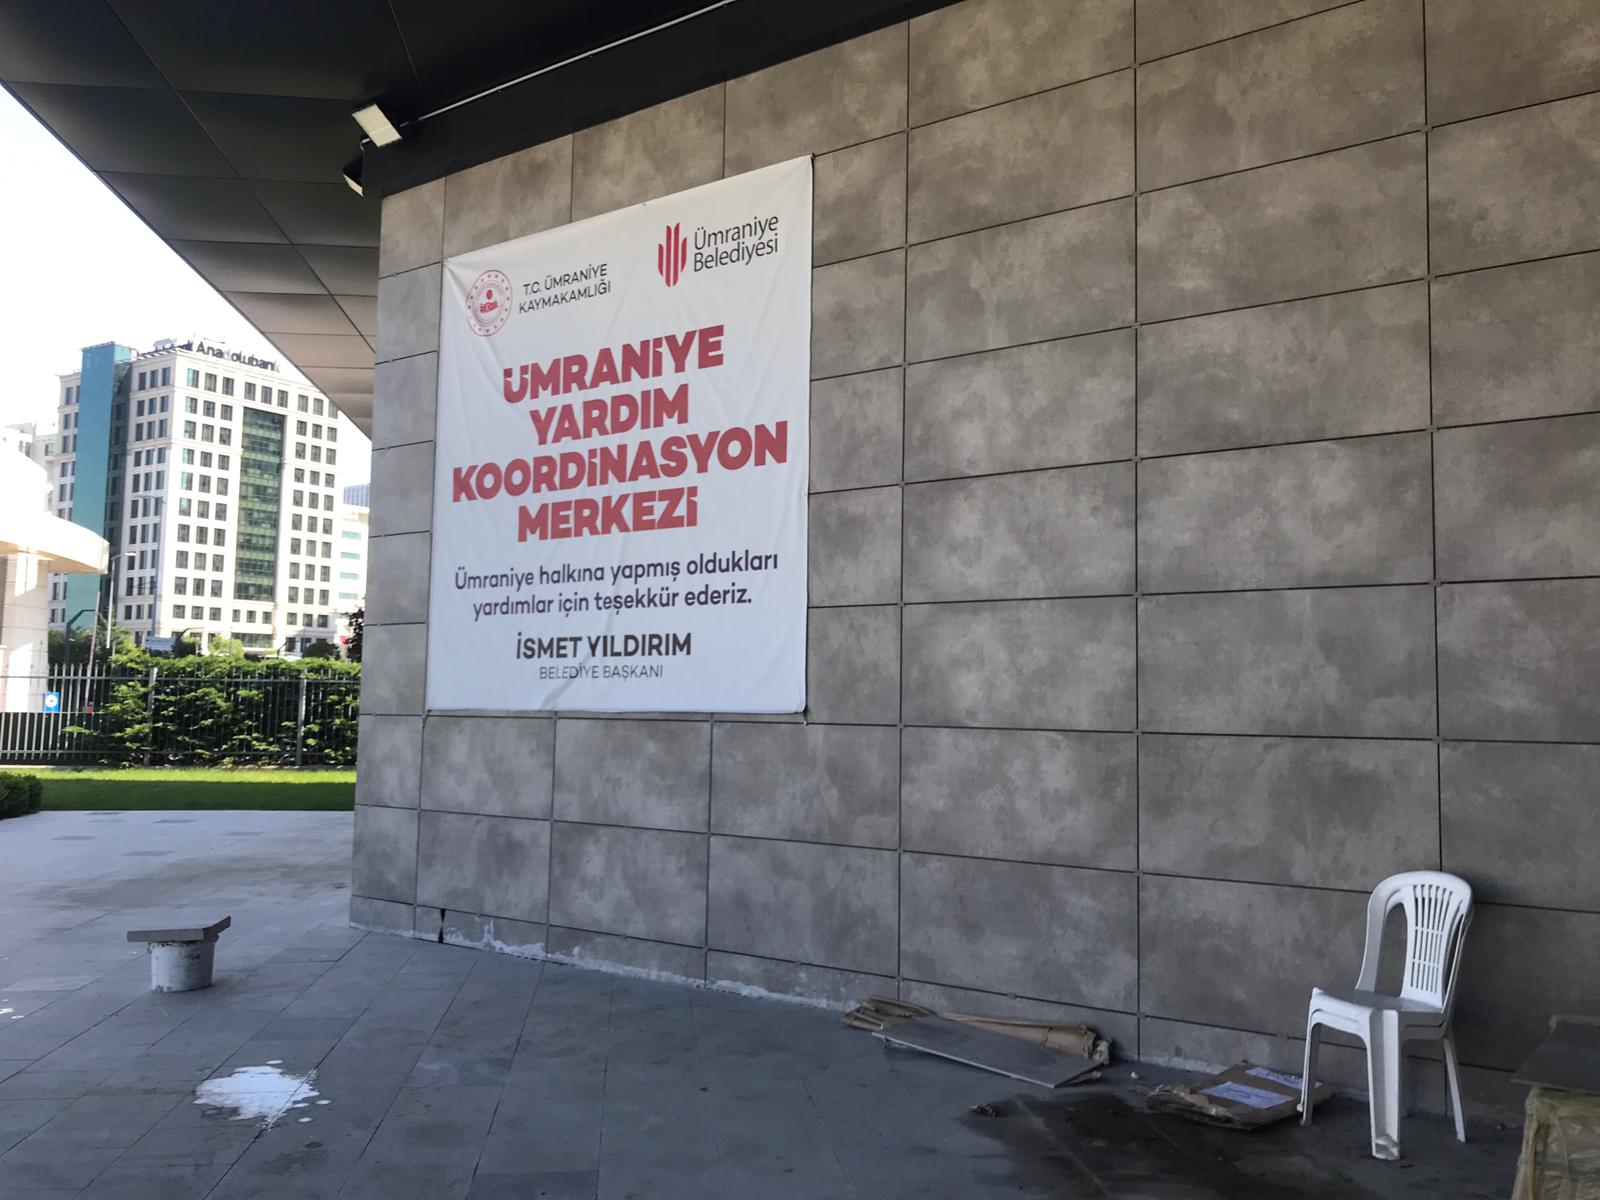 Anadolubank
T.C. ÜMRANİYE
KAYMAKAMLIĞI
Ümraniye
Belediyesi
ÜMRANİYE
YARDIM
KOORDİNASYON
MERKEZİ
Ümraniye halkına yapmış oldukları
yardımlar için teşekkür ederiz.
İSMET YILDIRIM
BELEDİYE BAŞKANI